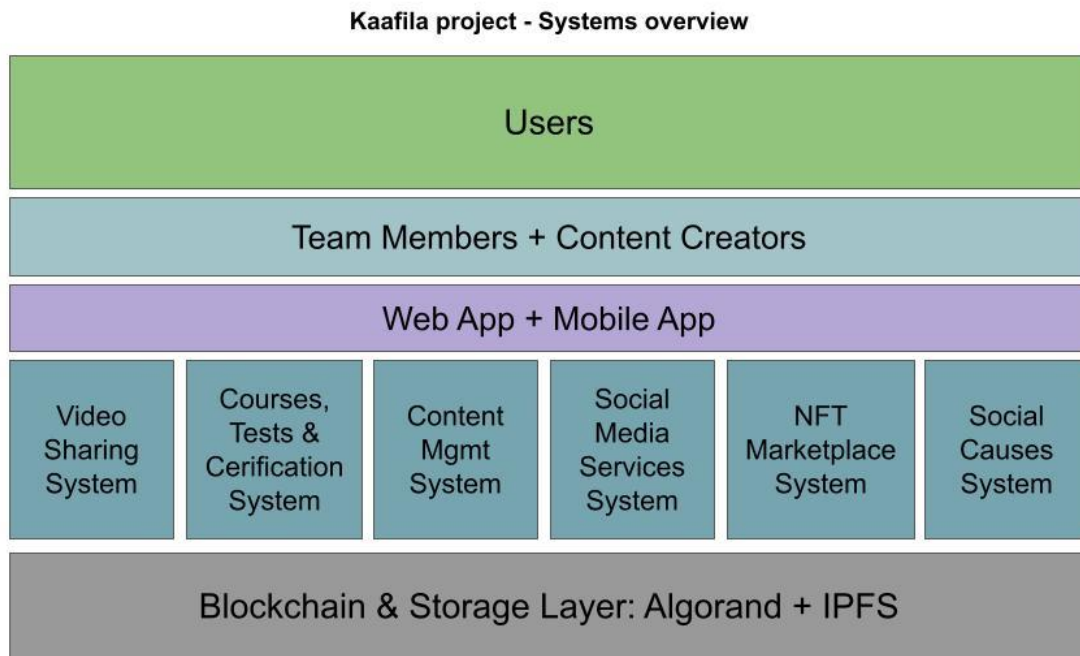 Kaafila project - Systems overview
Users
Team Members + Content Creators
Web App + Mobile App
Video
Sharing
System
Courses,
Tests &
Cerification
System
Content
Mgmt
System
Social
Media
Services
System
NFT
Marketplace
System
Social
Causes
System
Blockchain & Storage Layer: Algorand + IPFS